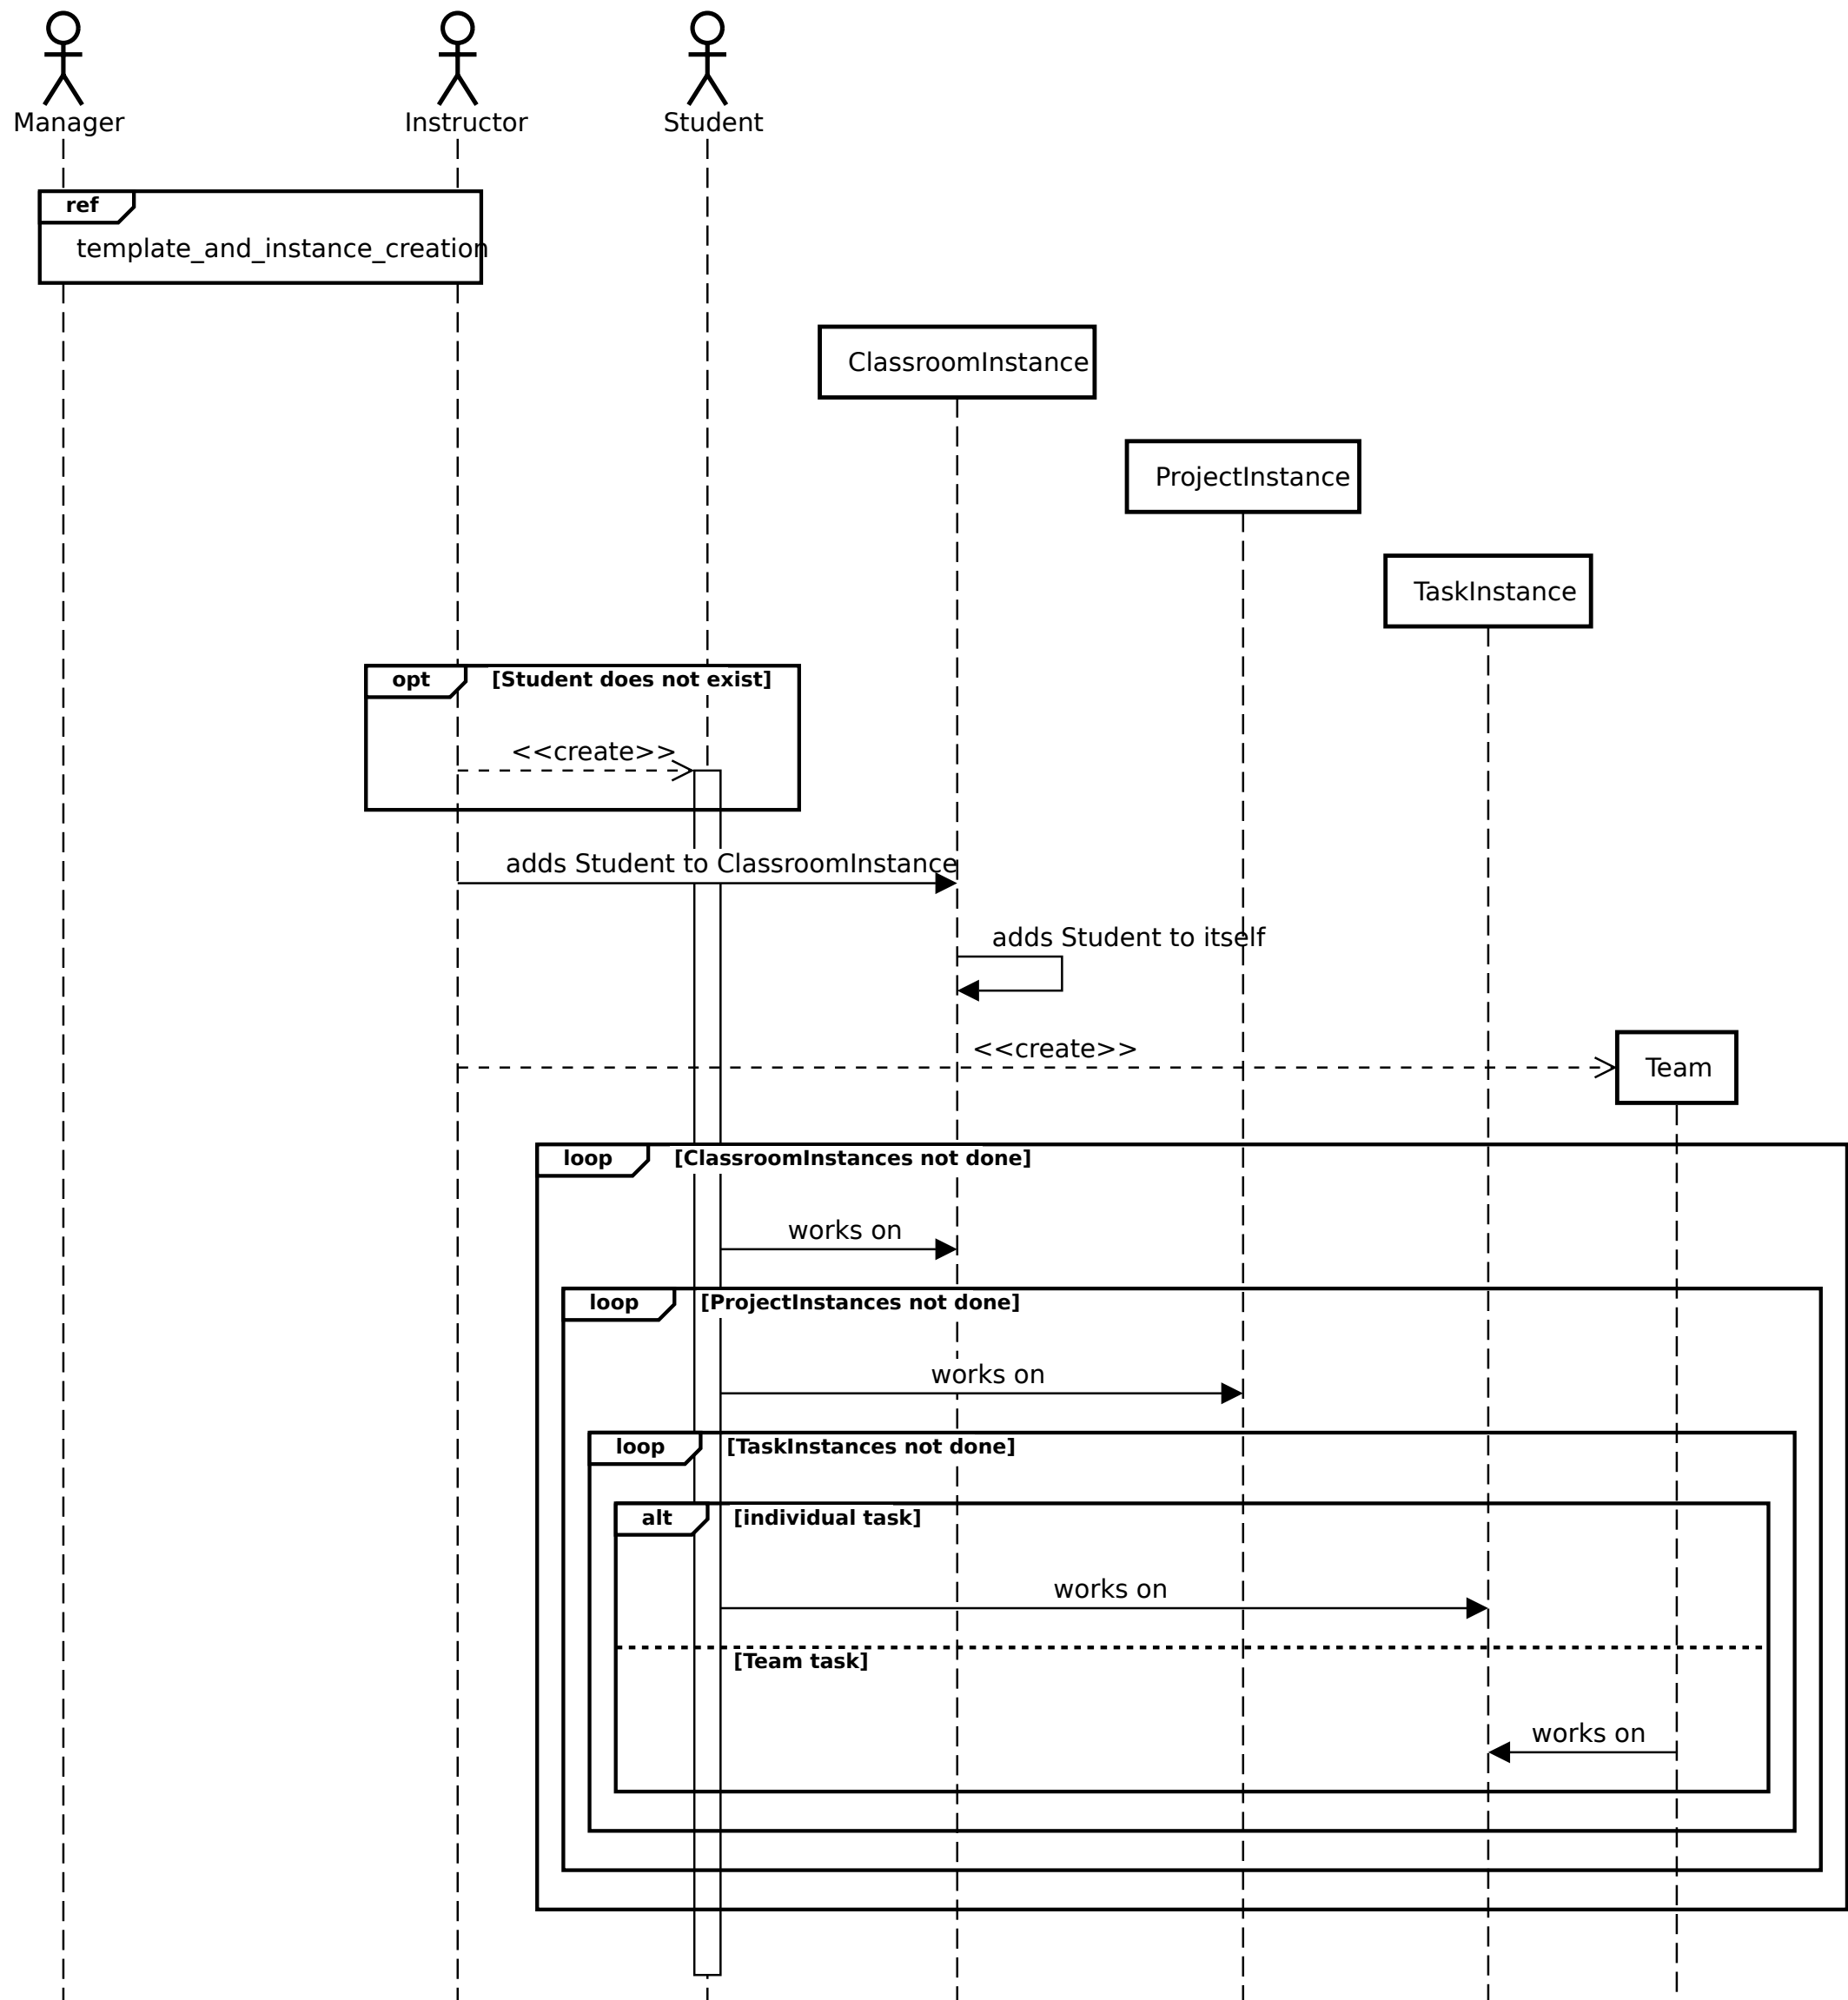 Manager
Instructor
Student
ref
template_and_instance_creation
ClassroomInstance
ProjectInstance
TaskInstance
opt
[Student does not exist]
<<create>>
adds Student to ClassroomInstance
adds Student to itself
<<create>>
Team
loop
[ClassroomInstances not done]
works on
loop
[ProjectInstances not done]
works on
loop
[TaskInstances not done]
alt
[individual task]
works on
[Team task]
works on